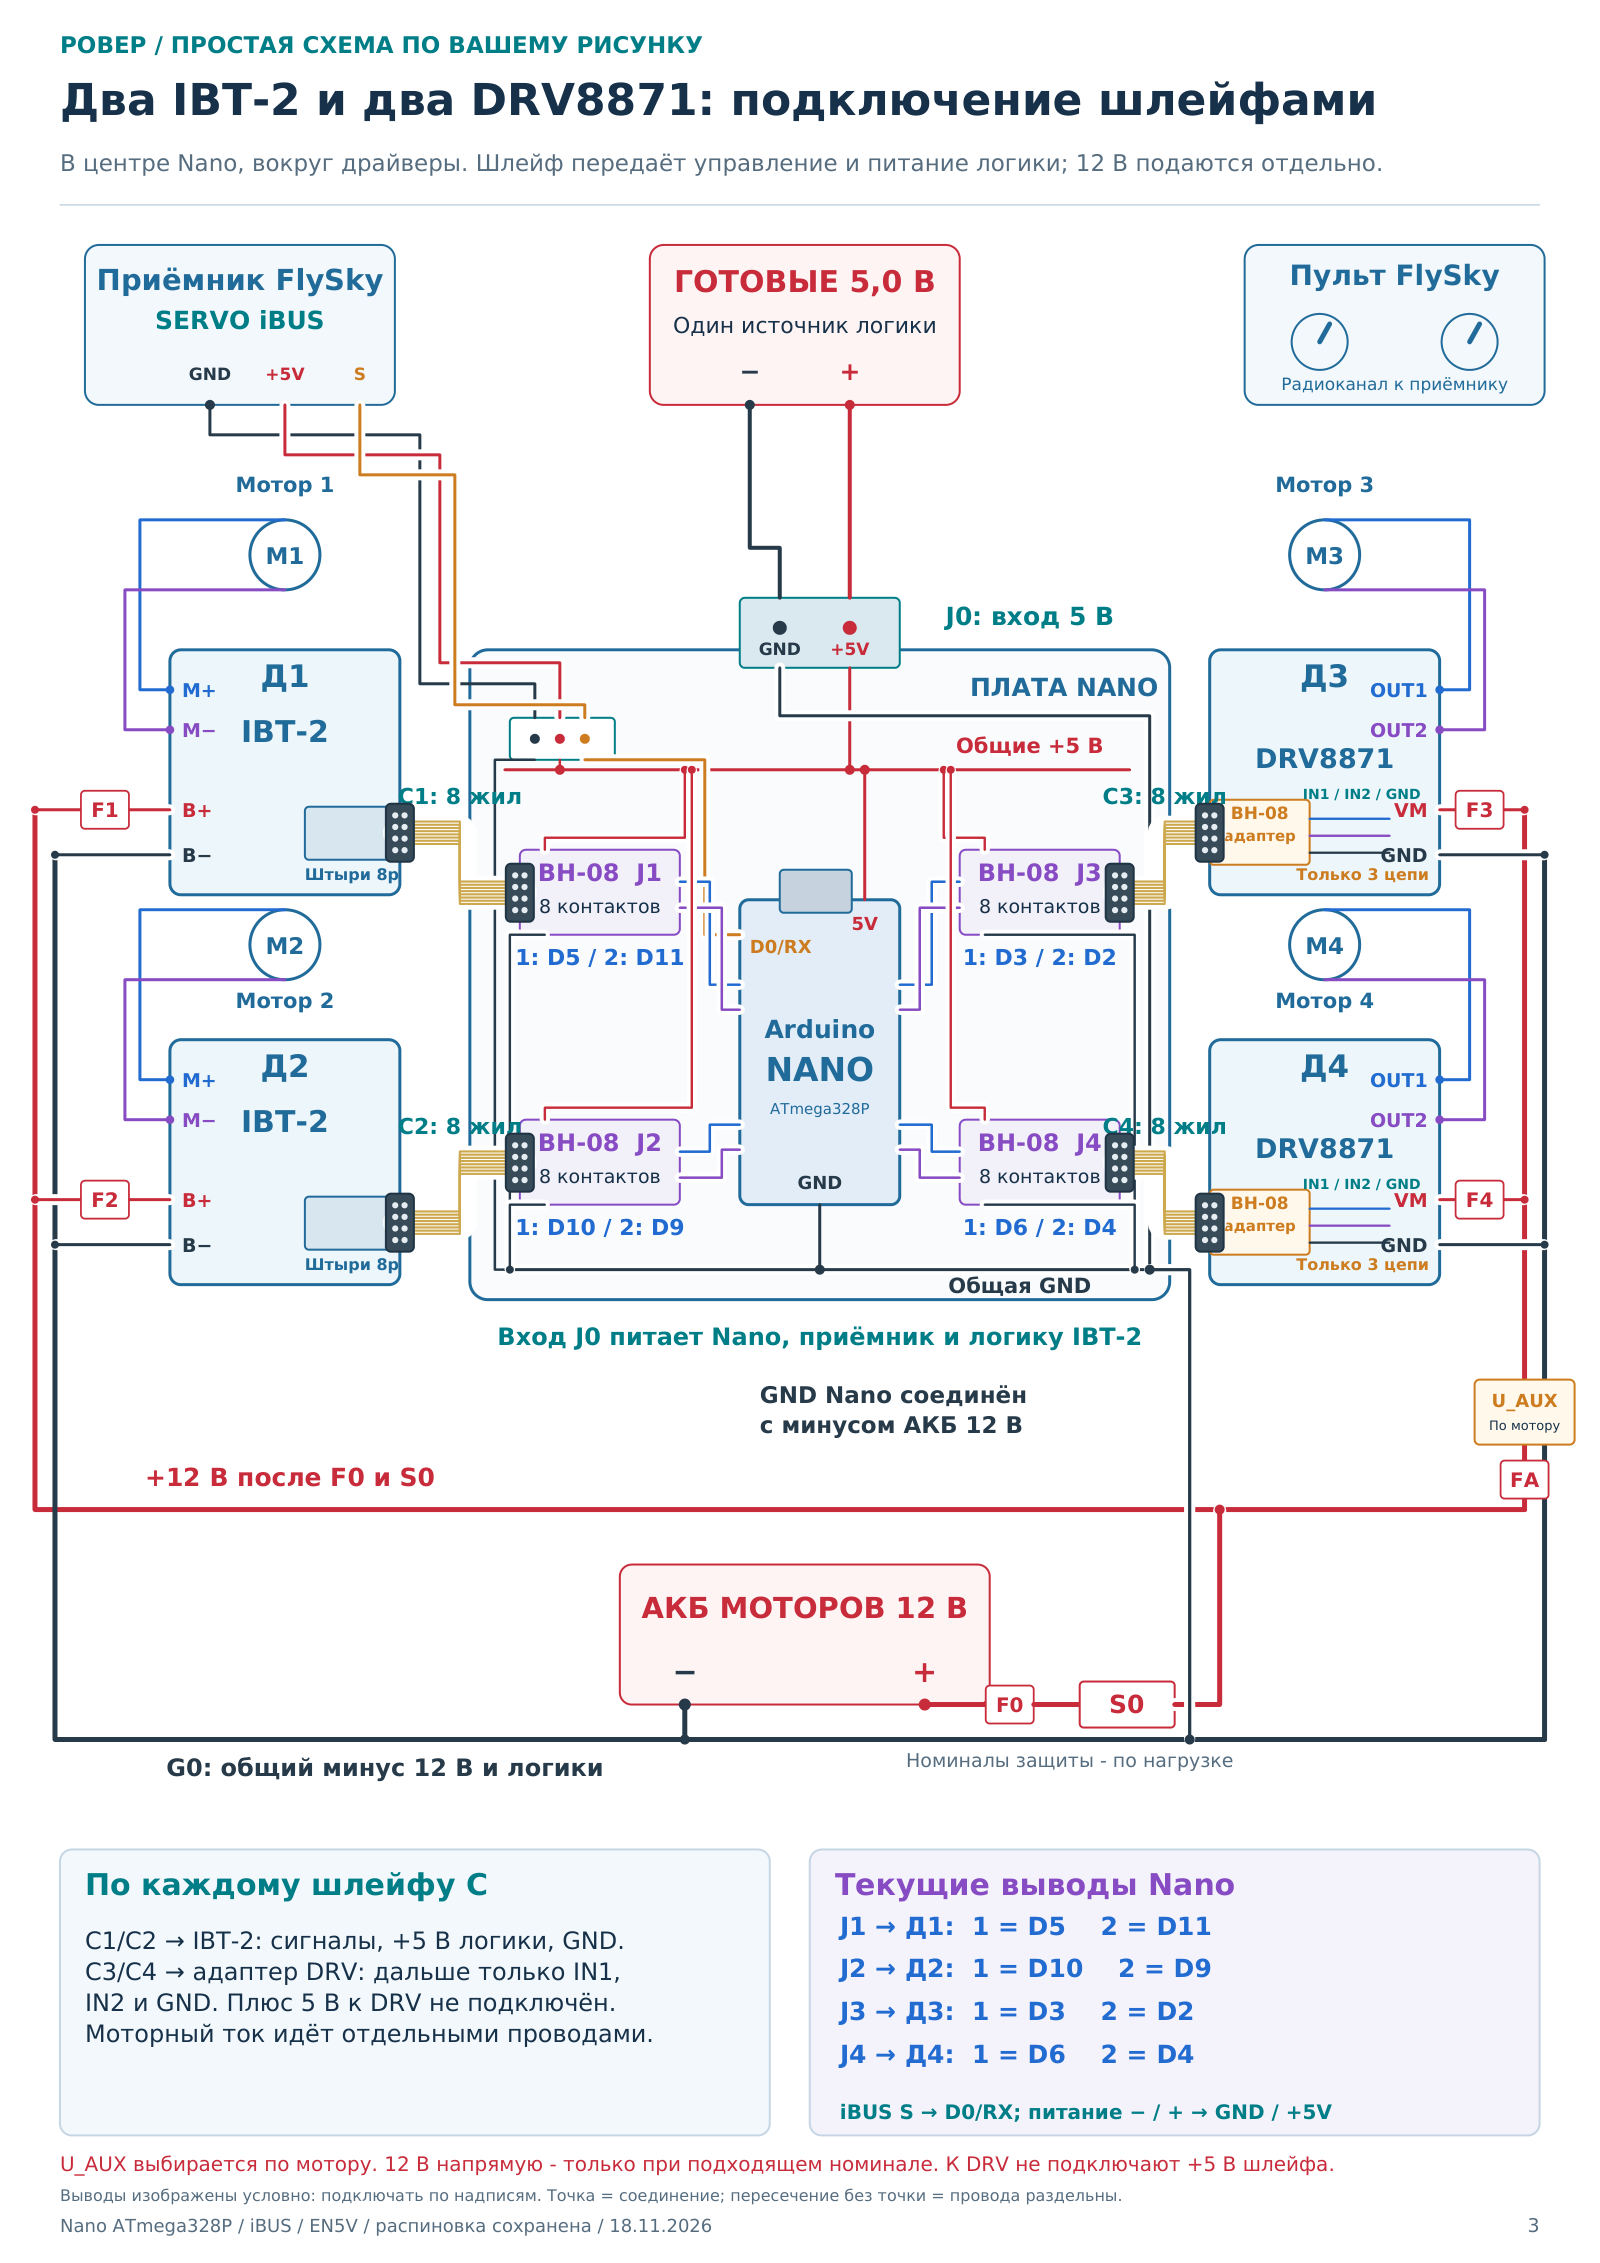 РОВЕР / ПРОСТАЯ СХЕМА ПО ВАШЕМУ РИСУНКУ
Два IBT-2 и два DRV8871: подключение шлейфами
В центре Nano, вокруг драйверы. Шлейф передаёт управление и питание логики; 12 В подаются отдельно.
Приёмник FlySky
SERVO iBUS
GND +5V S
ГОТОВЫЕ 5,0 В
Один источник логики
− +
Пульт FlySky
Радиоканал к приёмнику
Мотор 1
M1
Мотор 3
M3
J0: вход 5 В
GND +5V
ПЛАТА NANO
Общие +5 В
Д1
IBT-2
M+
M−
B+
B−
F1
Штыри 8p
C1: 8 жил
Д3
OUT1
OUT2
DRV8871
IN1 / IN2 / GND
BH-08
адаптер
VM
GND
Только 3 цепи
F3
C3: 8 жил
BH-08 J1
8 контактов
1: D5 / 2: D11
BH-08 J3
8 контактов
1: D3 / 2: D2
5V
D0/RX
Arduino
NANO
ATmega328P
GND
M2
Мотор 2
M4
Мотор 4
Д2
IBT-2
M+
M−
B+
B−
F2
Штыри 8p
C2: 8 жил
BH-08 J2
8 контактов
1: D10 / 2: D9
BH-08 J4
8 контактов
1: D6 / 2: D4
C4: 8 жил
Д4
OUT1
OUT2
DRV8871
IN1 / IN2 / GND
BH-08
адаптер
VM
GND
Только 3 цепи
F4
Общая GND
Вход J0 питает Nano, приёмник и логику IBT-2
GND Nano соединён
с минусом АКБ 12 В
U_AUX
По мотору
FA
+12 В после F0 и S0
АКБ МОТОРОВ 12 В
− +
F0
S0
G0: общий минус 12 В и логики
Номиналы защиты - по нагрузке
По каждому шлейфу C
C1/C2 → IBT-2: сигналы, +5 В логики, GND.
C3/C4 → адаптер DRV: дальше только IN1,
IN2 и GND. Плюс 5 В к DRV не подключён.
Моторный ток идёт отдельными проводами.
Текущие выводы Nano
J1 → Д1: 1 = D5 2 = D11
J2 → Д2: 1 = D10 2 = D9
J3 → Д3: 1 = D3 2 = D2
J4 → Д4: 1 = D6 2 = D4
iBUS S → D0/RX; питание − / + → GND / +5V
U_AUX выбирается по мотору. 12 В напрямую - только при подходящем номинале. К DRV не подключают +5 В шлейфа.
Выводы изображены условно: подключать по надписям. Точка = соединение; пересечение без точки = провода раздельны.
Nano ATmega328P / iBUS / EN5V / распиновка сохранена / 18.11.2026
3